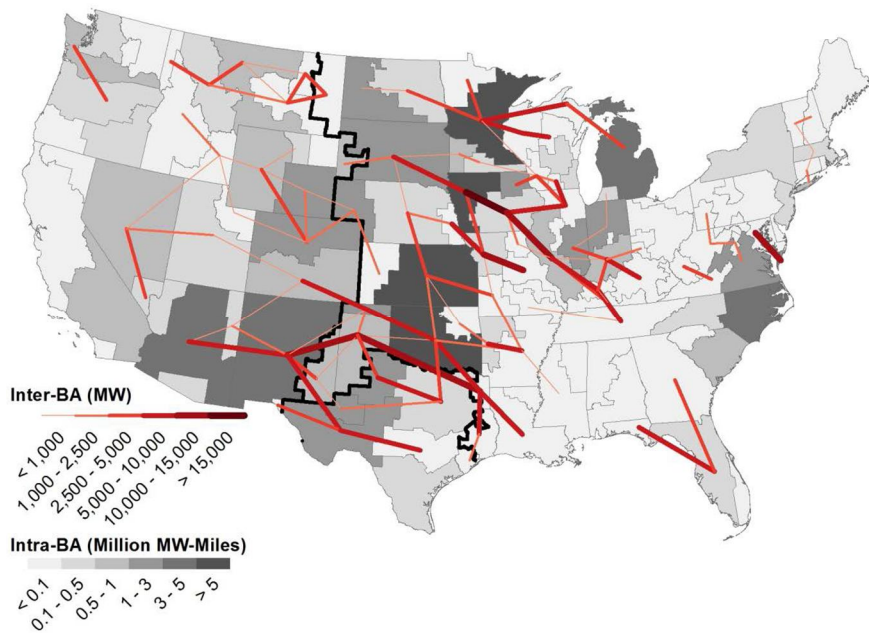 Inter-BA (MW)
< 1,000
1,000 - 2,500
2,500 - 5,000
5,000 - 10,000
10,000 - 15,000
> 15,000
Intra-BA (Million MW-Miles)
< 0.1
0.1 - 0.5
0.5 - 1
1 - 3
3 - 5
> 5